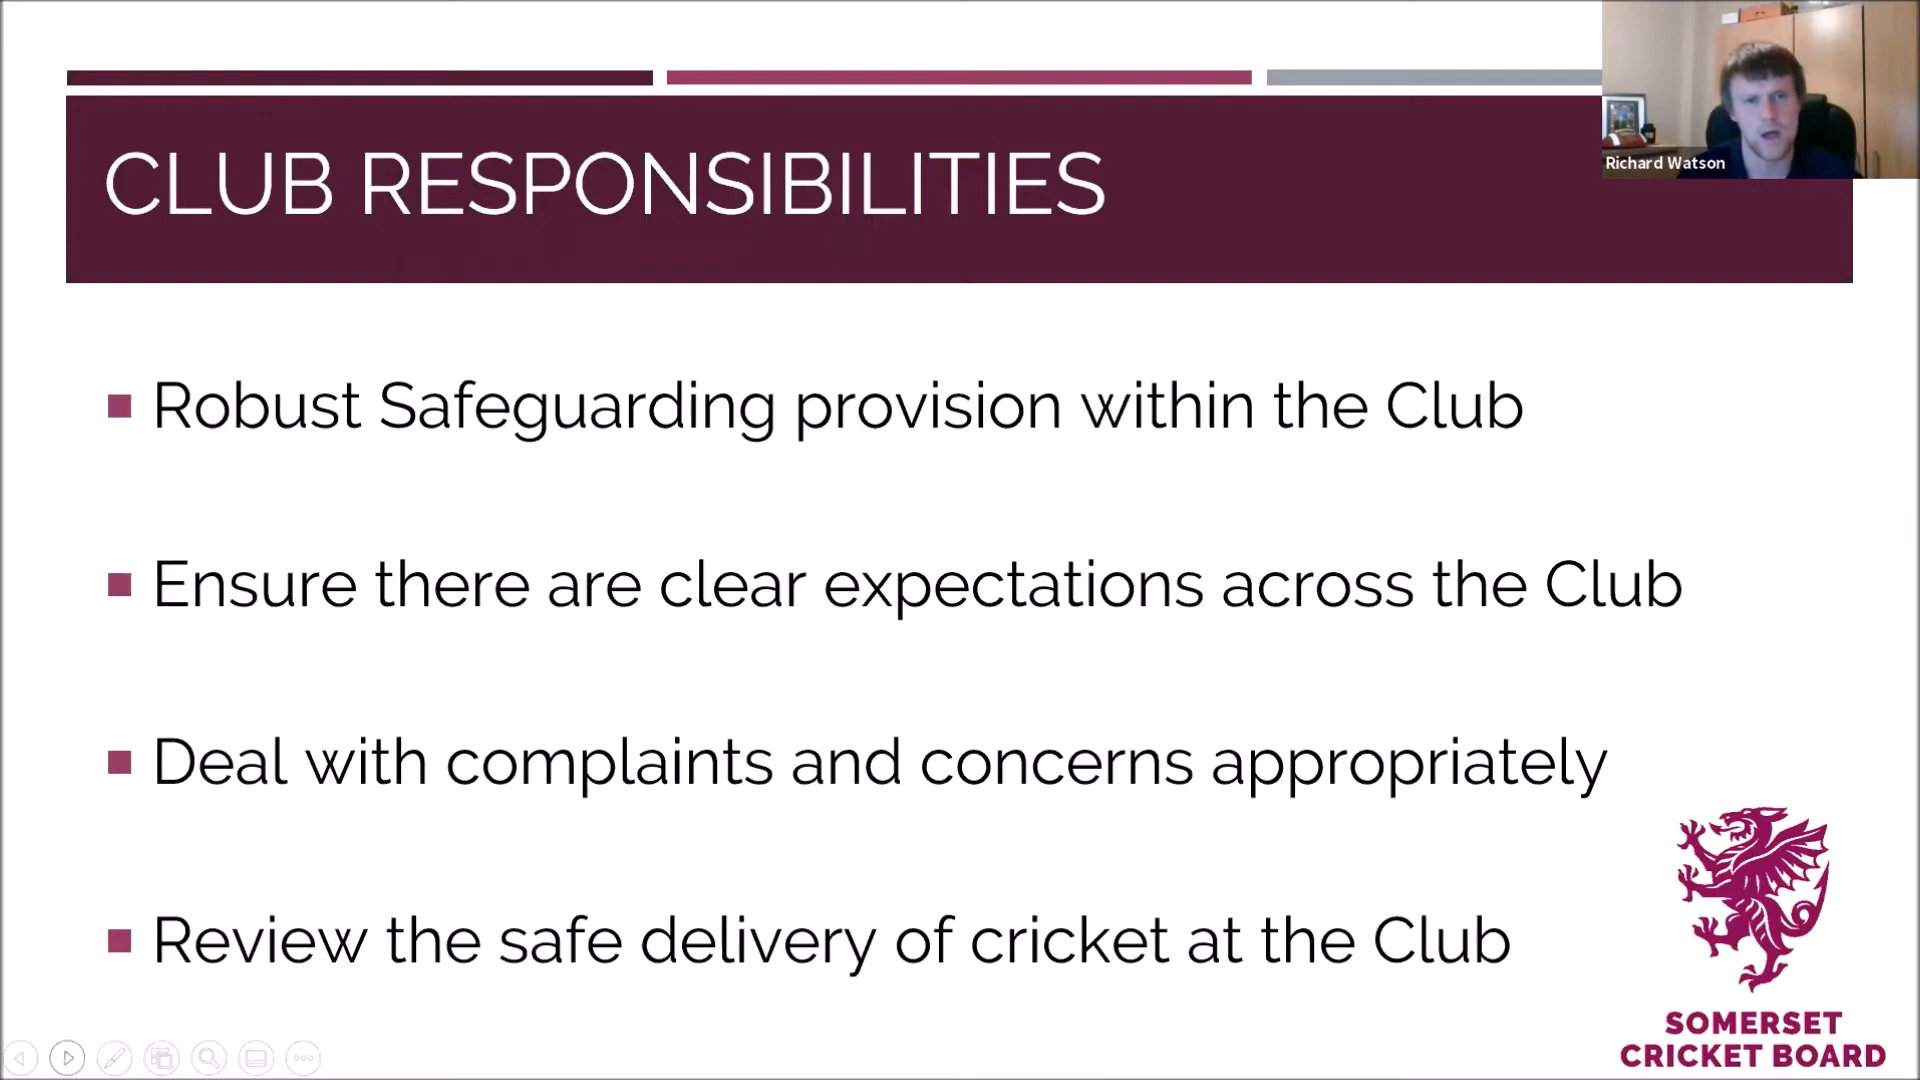 CLUB RESPONSIBILITIES
Richard Watson
Robust Safeguarding provision within the Club
Ensure there are clear expectations across the Club
Deal with complaints and concerns appropriately
Review the safe delivery of cricket at the Club
SOMERSET
CRICKET BOARD